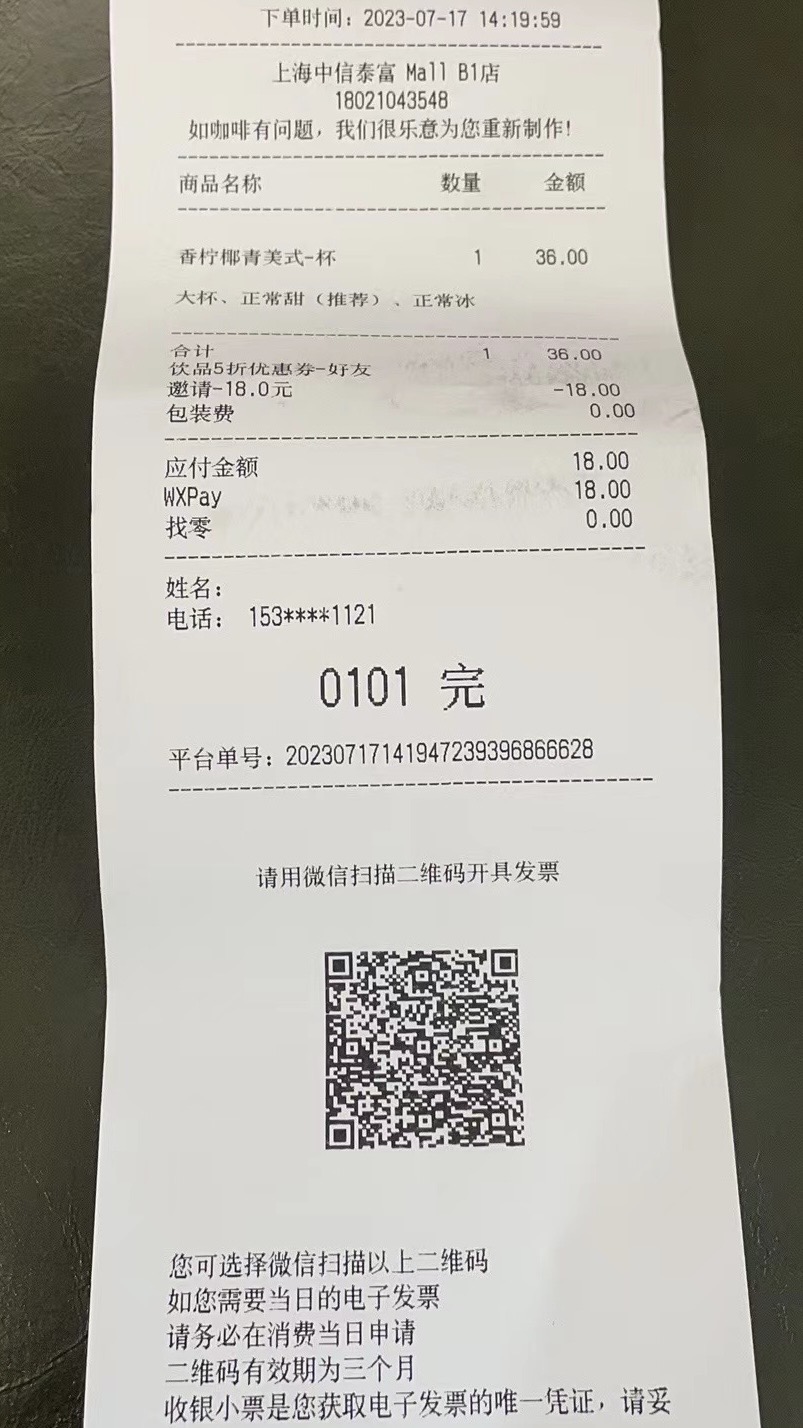 下单时间：2023-07-17 14:19:59
上海中信泰富 Mall B1店
18021043548
如咖啡有问题，我们很乐意为您重新制作！
商品名称 数量 金额
香柠椰青美式-杯 1 36.00
大杯、正常甜（推荐）、正常冰
合计 1 36.00
饮品5折优惠券-好友
邀请-18.0元 -18.00
包装费 0.00
应付金额 18.00
WXPay 18.00
找零 0.00
姓名：
电话： 153****1121
0101 完
平台单号：20230717141947239396866628
请用微信扫描二维码开具发票
您可选择微信扫描以上二维码
如您需要当日的电子发票
请务必在消费当日申请
二维码有效期为三个月
收银小票是您获取电子发票的唯一凭证，请妥